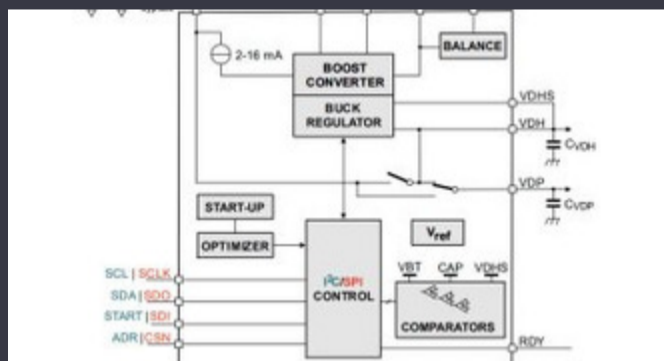 2-16 mA
BALANCE
BOOST
CONVERTER
BUCK
REGULATOR
VDHS
VDH
CVDH
VDP
CVDP
START-UP
OPTIMIZER
Vref
I²C/SPI
CONTROL
VBT CAP VDHS
COMPARATORS
SCL | SCLK
SDA | SDO
START | SDI
ADR | CSN
RDY